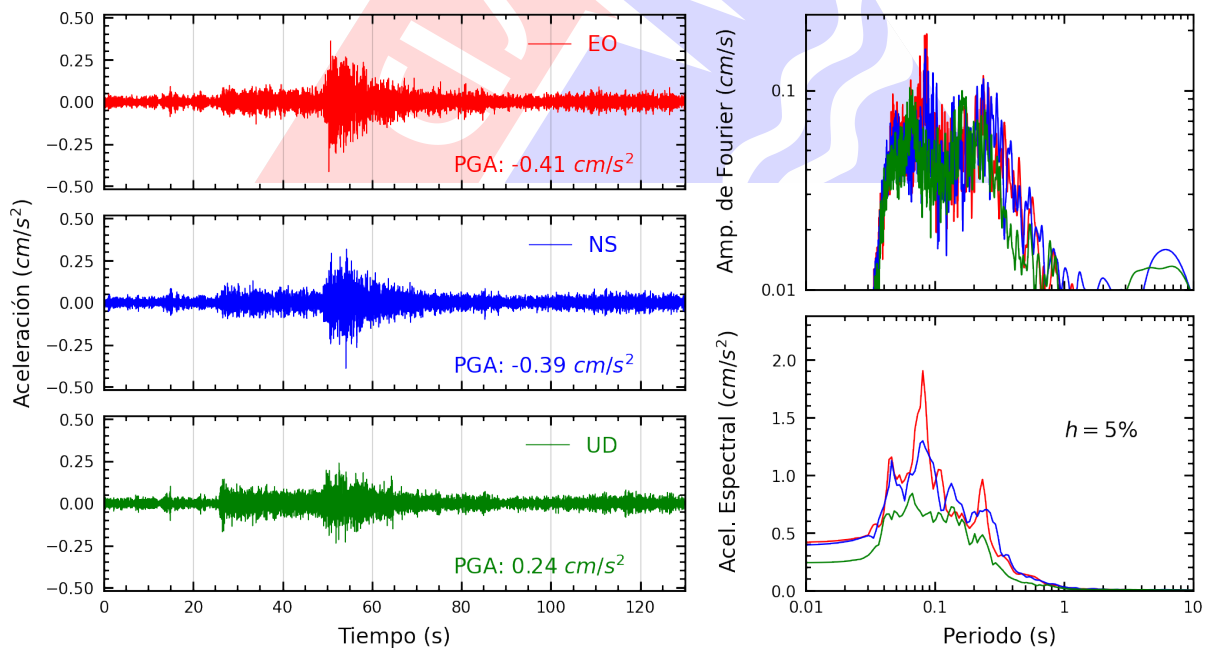 0.50
0.25
0.00
−0.25
−0.50
EO
PGA: -0.41 cm/s²
0.50
0.25
0.00
−0.25
−0.50
NS
PGA: -0.39 cm/s²
0.50
0.25
0.00
−0.25
−0.50
UD
PGA: 0.24 cm/s²
Aceleración (cm/s²)
0 20 40 60 80 100 120
Tiempo (s)
Amp. de Fourier (cm/s)
0.1
0.01
Acel. Espectral (cm/s²)
2.0
1.5
1.0
0.5
0.0
h = 5%
0.01 0.1 1 10
Periodo (s)